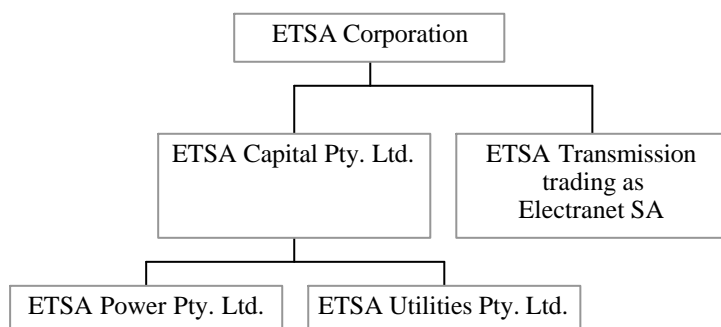 ETSA Corporation
ETSA Capital Pty. Ltd.
ETSA Transmission
trading as
Electranet SA
ETSA Power Pty. Ltd.
ETSA Utilities Pty. Ltd.